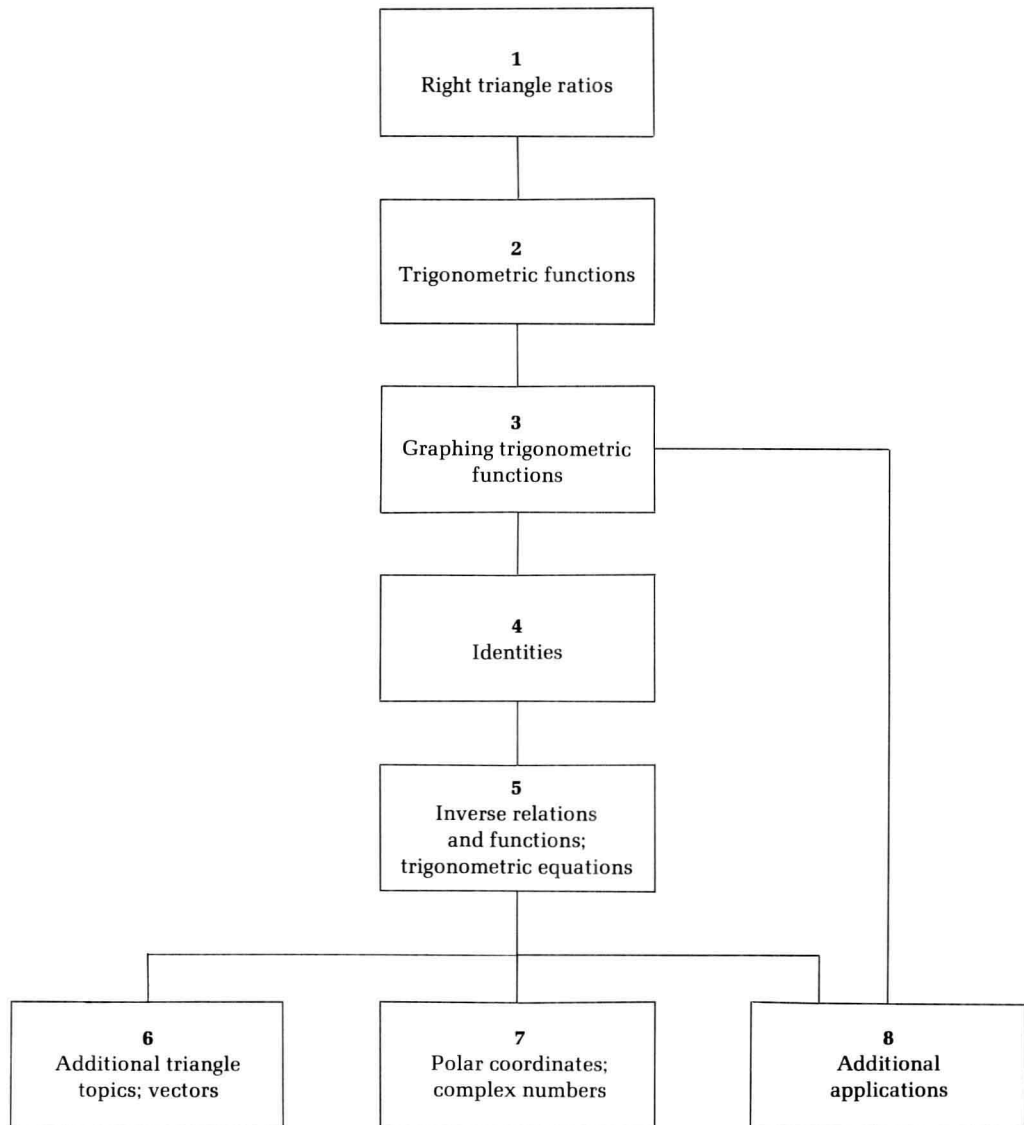 1
Right triangle ratios
2
Trigonometric functions
3
Graphing trigonometric
functions
4
Identities
5
Inverse relations
and functions;
trigonometric equations
6
Additional triangle
topics; vectors
7
Polar coordinates;
complex numbers
8
Additional
applications